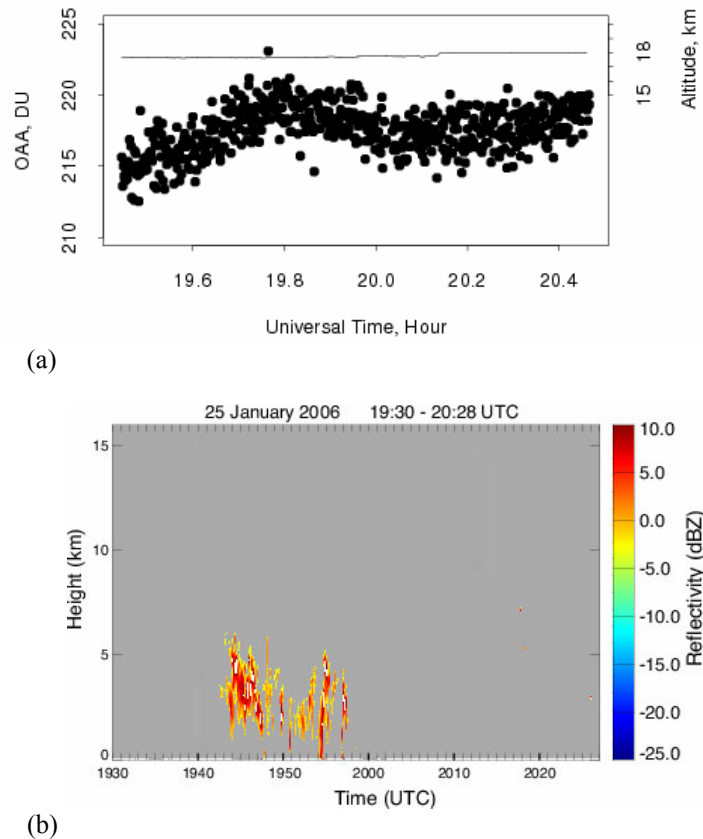 225
220
215
210
OAA, DU
18
15
Altitude, km
19.6 19.8 20.0 20.2 20.4
Universal Time, Hour
(a)
25 January 2006 19:30 - 20:28 UTC
15
10
5
0
Height (km)
1930 1940 1950 2000 2010 2020
Time (UTC)
10.0
5.0
0.0
-5.0
-10.0
-15.0
-20.0
-25.0
Reflectivity (dBZ)
(b)